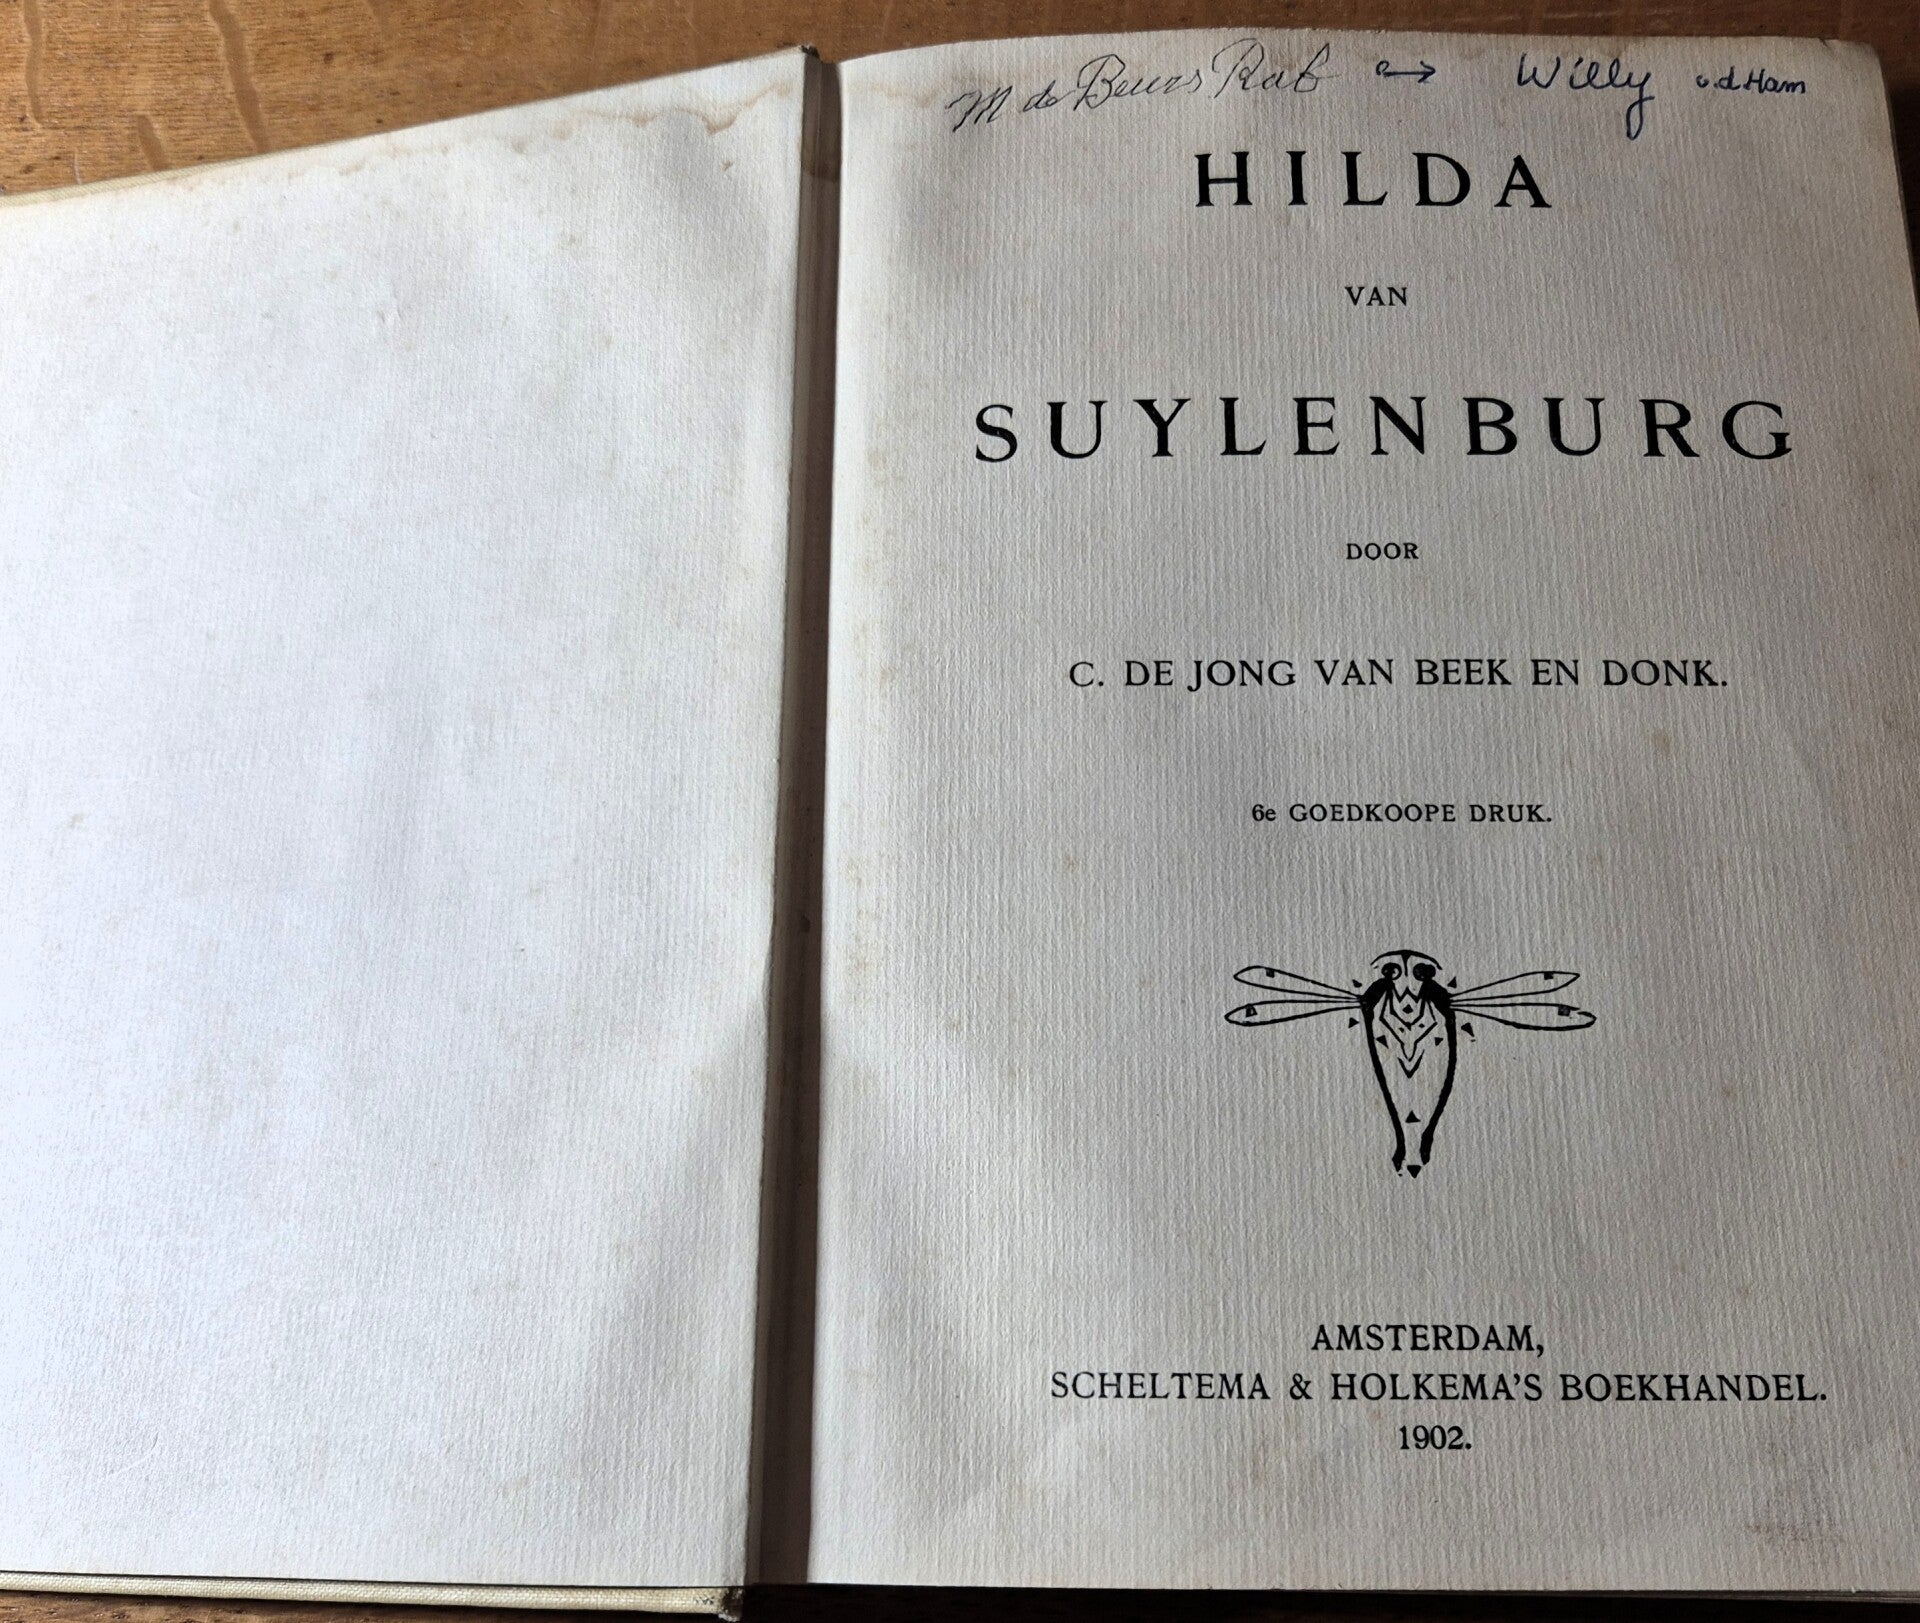 M de Beurs Rab → Willy v.d Ham
HILDA
VAN
SUYLENBURG
DOOR
C. DE JONG VAN BEEK EN DONK.
6e GOEDKOOPE DRUK.
AMSTERDAM,
SCHELTEMA & HOLKEMA'S BOEKHANDEL.
1902.